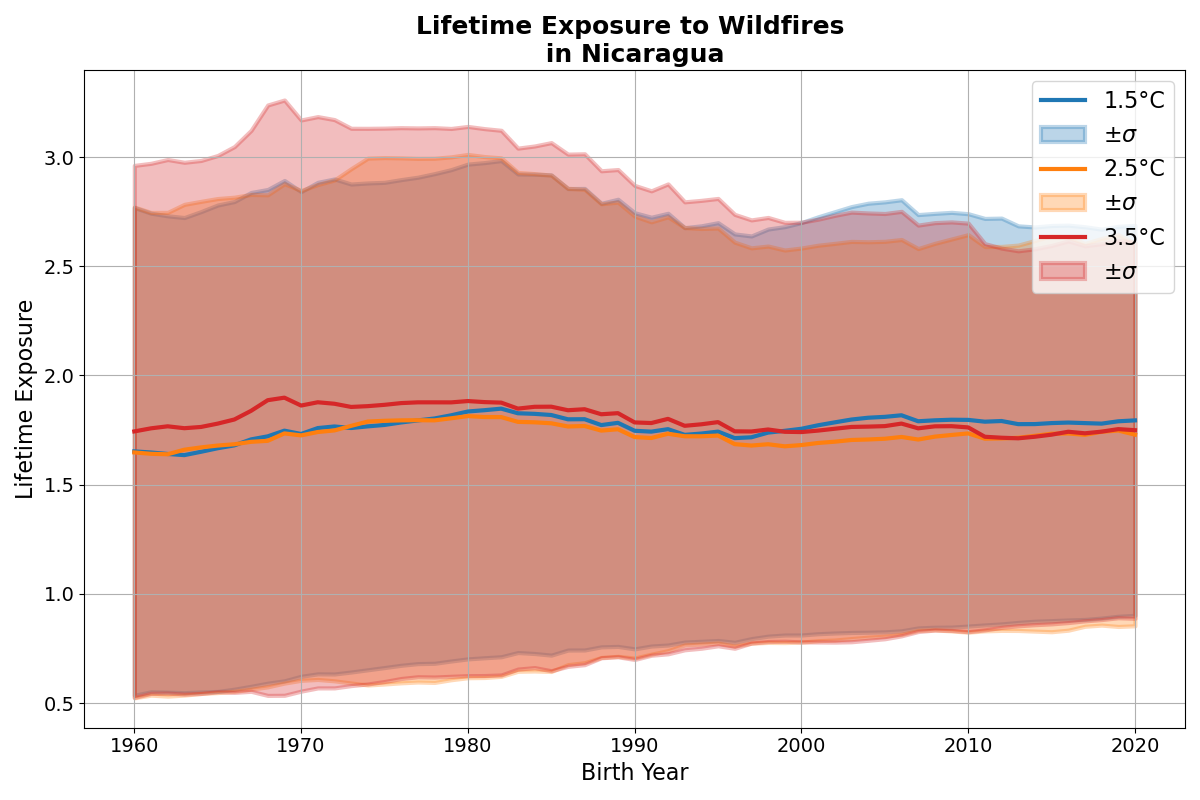 Lifetime Exposure to Wildfires
in Nicaragua
1.5°C
±σ
2.5°C
±σ
3.5°C
±σ
Lifetime Exposure
3.0
2.5
2.0
1.5
1.0
0.5
1960 1970 1980 1990 2000 2010 2020
Birth Year